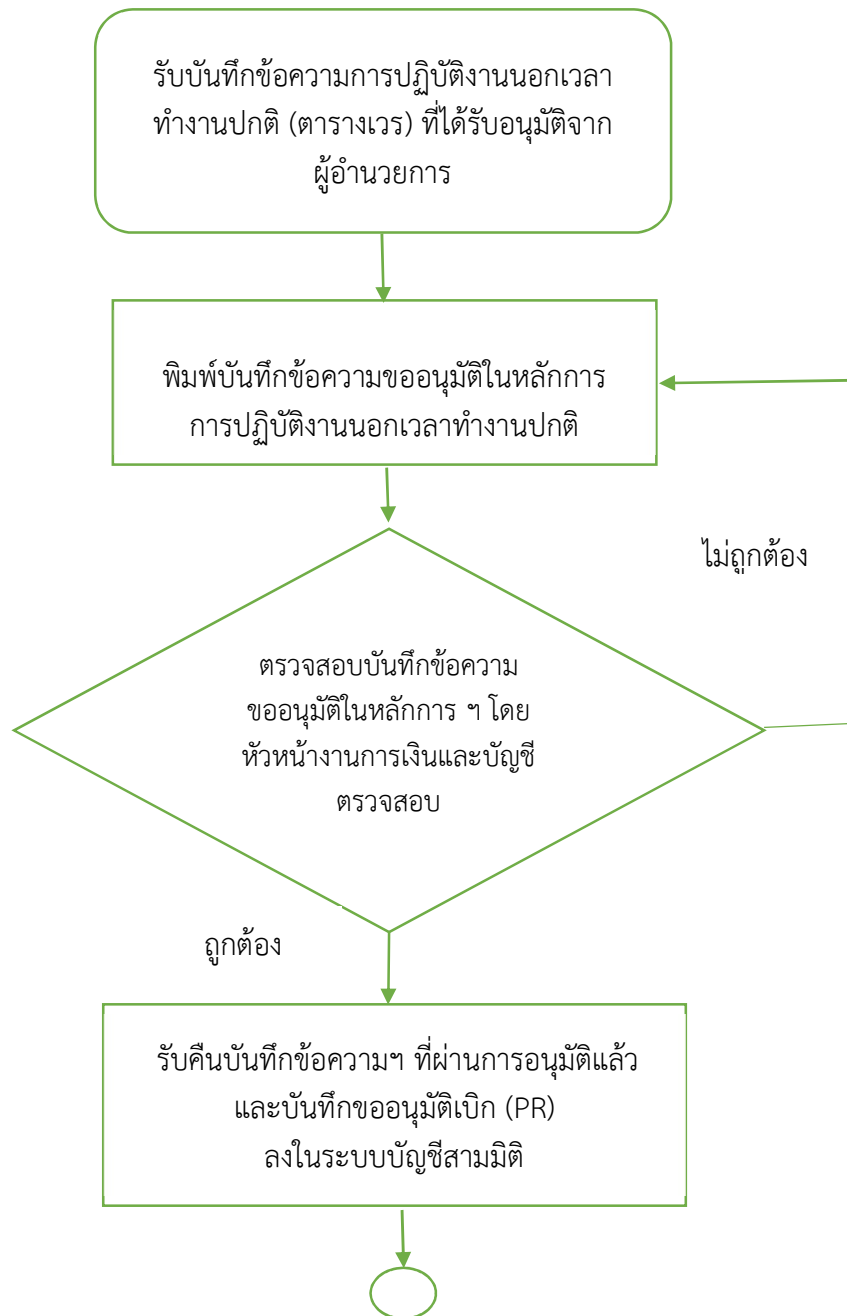 รับบันทึกข้อความการปฏิบัติงานนอกเวลา
ทำงานปกติ (ตารางเวร) ที่ได้รับอนุมัติจาก
ผู้อำนวยการ
พิมพ์บันทึกข้อความขออนุมัติในหลักการ
การปฏิบัติงานนอกเวลาทำงานปกติ
ไม่ถูกต้อง
ตรวจสอบบันทึกข้อความ
ขออนุมัติในหลักการ ฯ โดย
หัวหน้างานการเงินและบัญชี
ตรวจสอบ
ถูกต้อง
รับคืนบันทึกข้อความฯ ที่ผ่านการอนุมัติแล้ว
และบันทึกขออนุมัติเบิก (PR)
ลงในระบบบัญชีสามมิติ